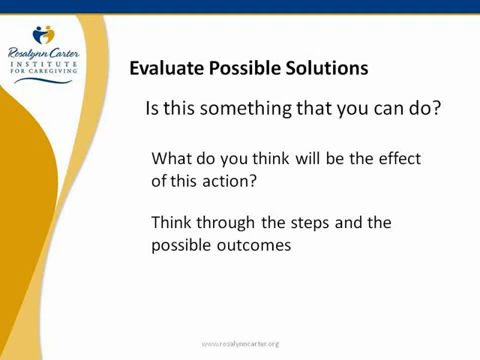 Rosalynn Carter
INSTITUTE
FOR CAREGIVING
Evaluate Possible Solutions
Is this something that you can do?
What do you think will be the effect
of this action?
Think through the steps and the
possible outcomes
www.rosalynncarter.org